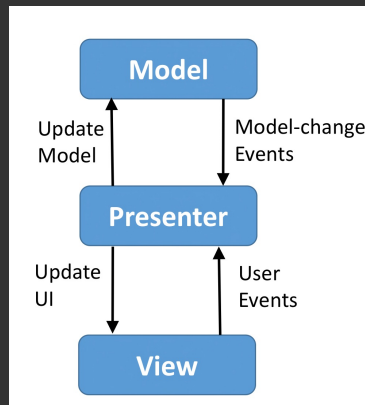 Model
Update
Model
Model-change
Events
Presenter
Update
UI
User
Events
View